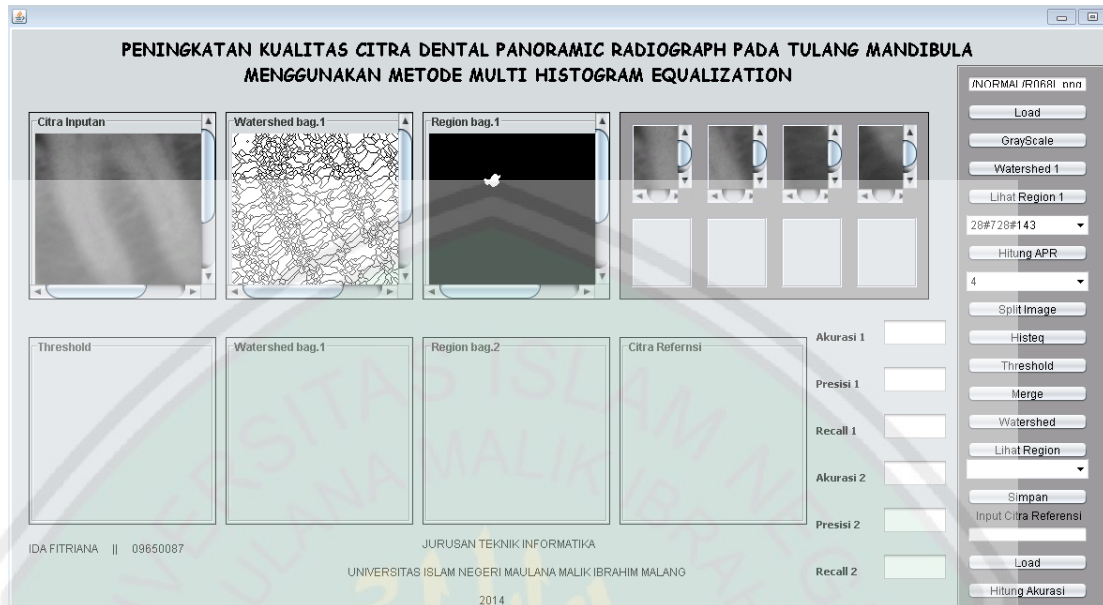 PENINGKATAN KUALITAS CITRA DENTAL PANORAMIC RADIOGRAPH PADA TULANG MANDIBULA
MENGGUNAKAN METODE MULTI HISTOGRAM EQUALIZATION
Citra Inputan
Watershed bag.1
Region bag.1
Threshold
Watershed bag.1
Region bag.2
Citra Refernsi
Akurasi 1
Presisi 1
Recall 1
Akurasi 2
Presisi 2
Recall 2
/NORMAL/R068L.png
Load
GrayScale
Watershed 1
Lihat Region 1
28#728#143
Hitung APR
4
Split Image
Histeq
Threshold
Merge
Watershed
Lihat Region
Simpan
Input Citra Referensi
Load
Hitung Akurasi
IDA FITRIANA || 09650087
JURUSAN TEKNIK INFORMATIKA
UNIVERSITAS ISLAM NEGERI MAULANA MALIK IBRAHIM MALANG
2014